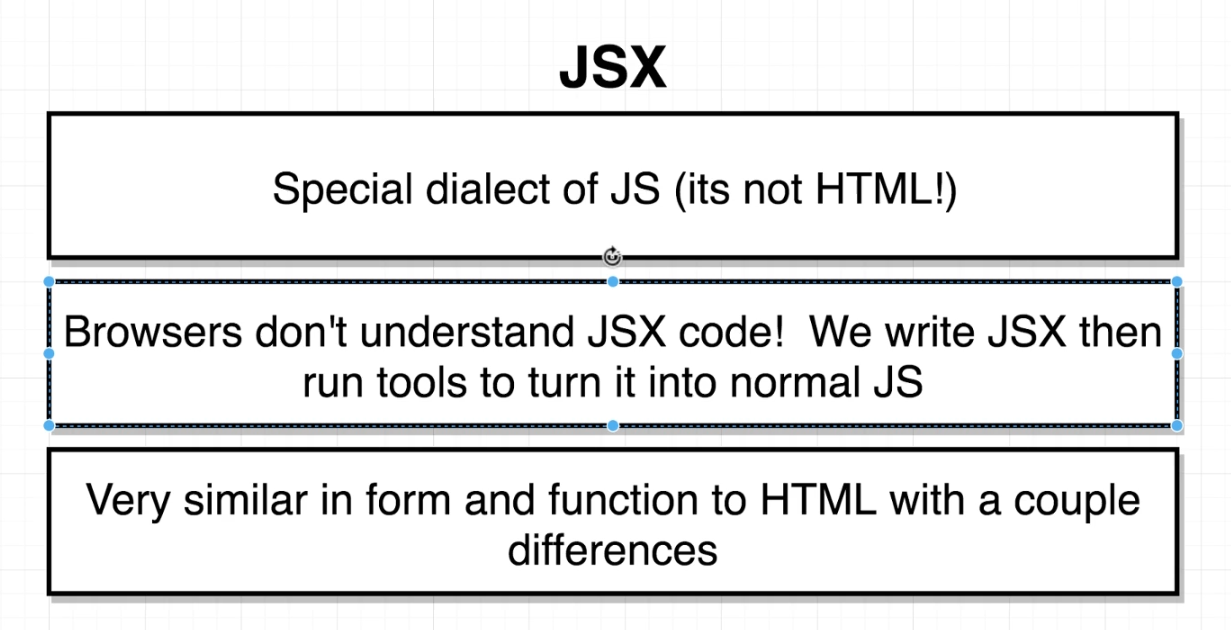 JSX
Special dialect of JS (its not HTML!)
Browsers don't understand JSX code!  We write JSX then
run tools to turn it into normal JS
Very similar in form and function to HTML with a couple
differences